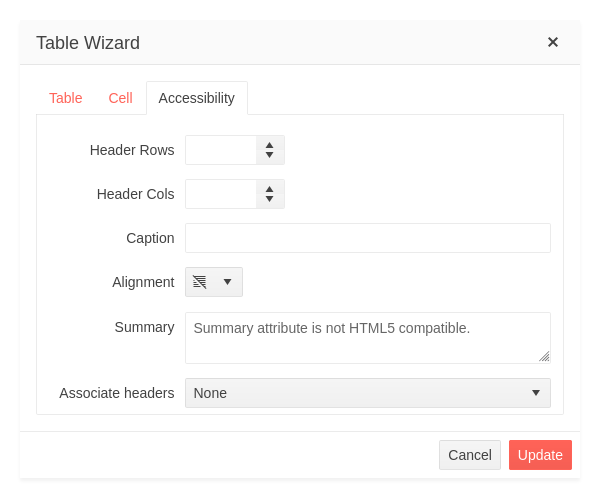 Table Wizard
Table Cell Accessibility
Header Rows
Header Cols
Caption
Alignment
Summary Summary attribute is not HTML5 compatible.
Associate headers None
Cancel Update